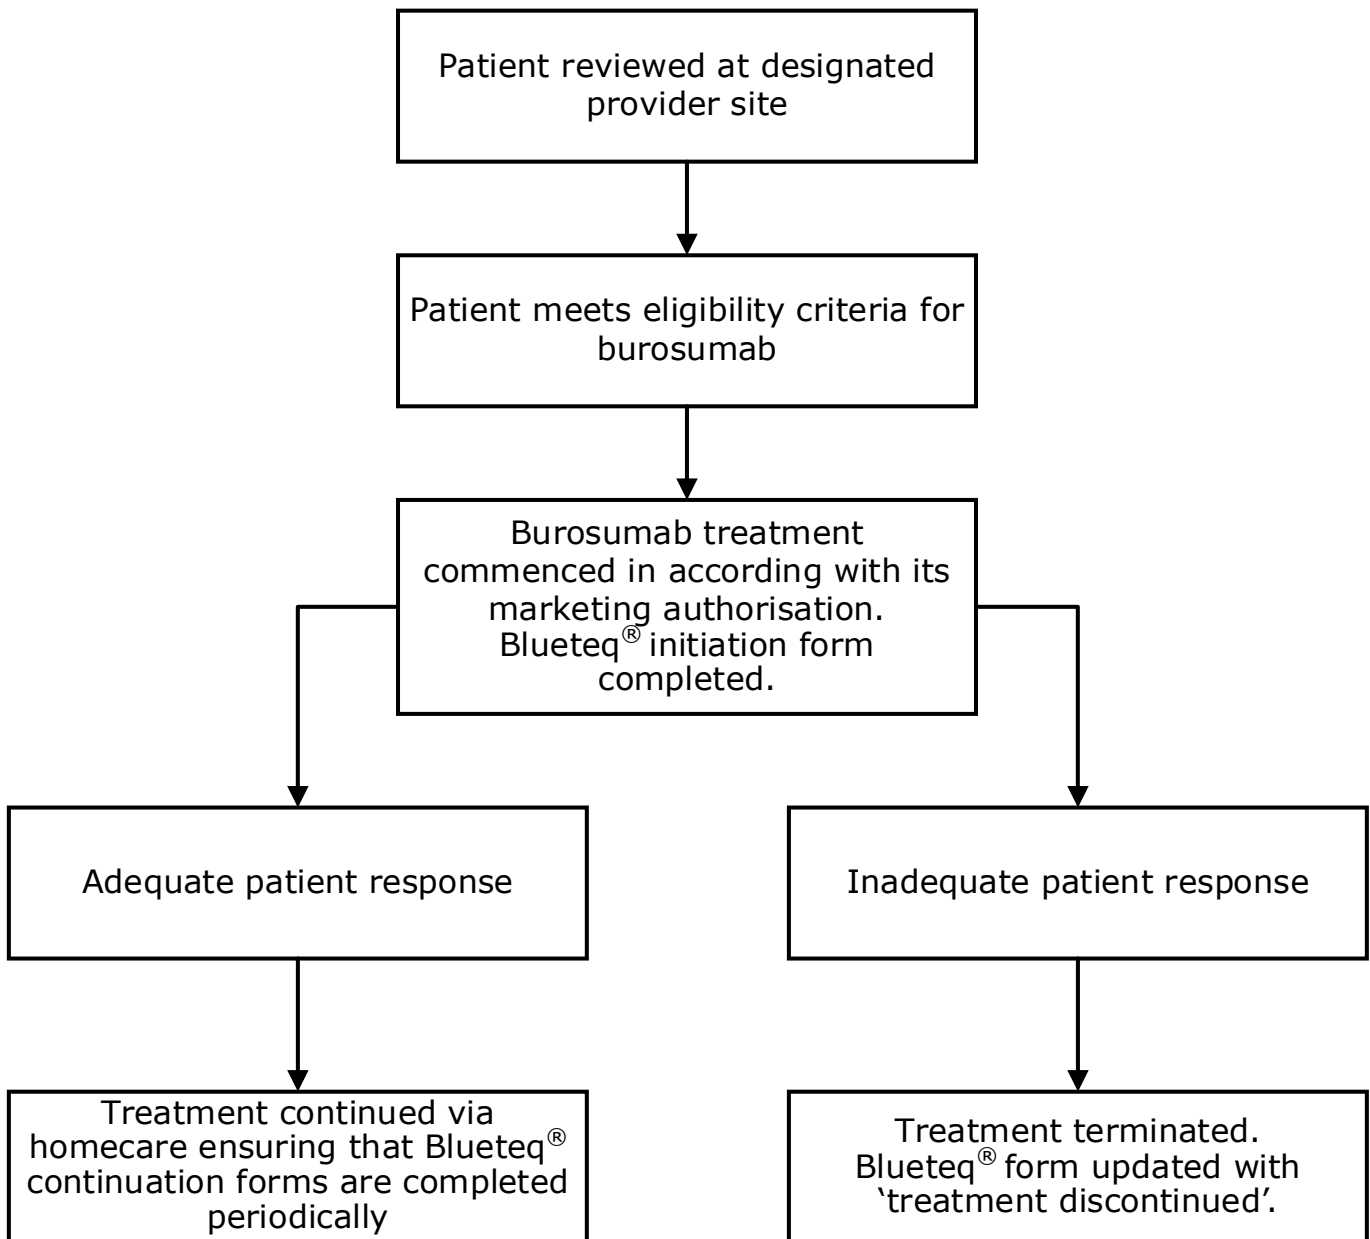 Patient reviewed at designated
provider site
Patient meets eligibility criteria for
burosumab
Burosumab treatment
commenced in according with its
marketing authorisation.
Blueteq® initiation form
completed.
Adequate patient response
Inadequate patient response
Treatment continued via
homecare ensuring that Blueteq®
continuation forms are completed
periodically
Treatment terminated.
Blueteq® form updated with
‘treatment discontinued’.